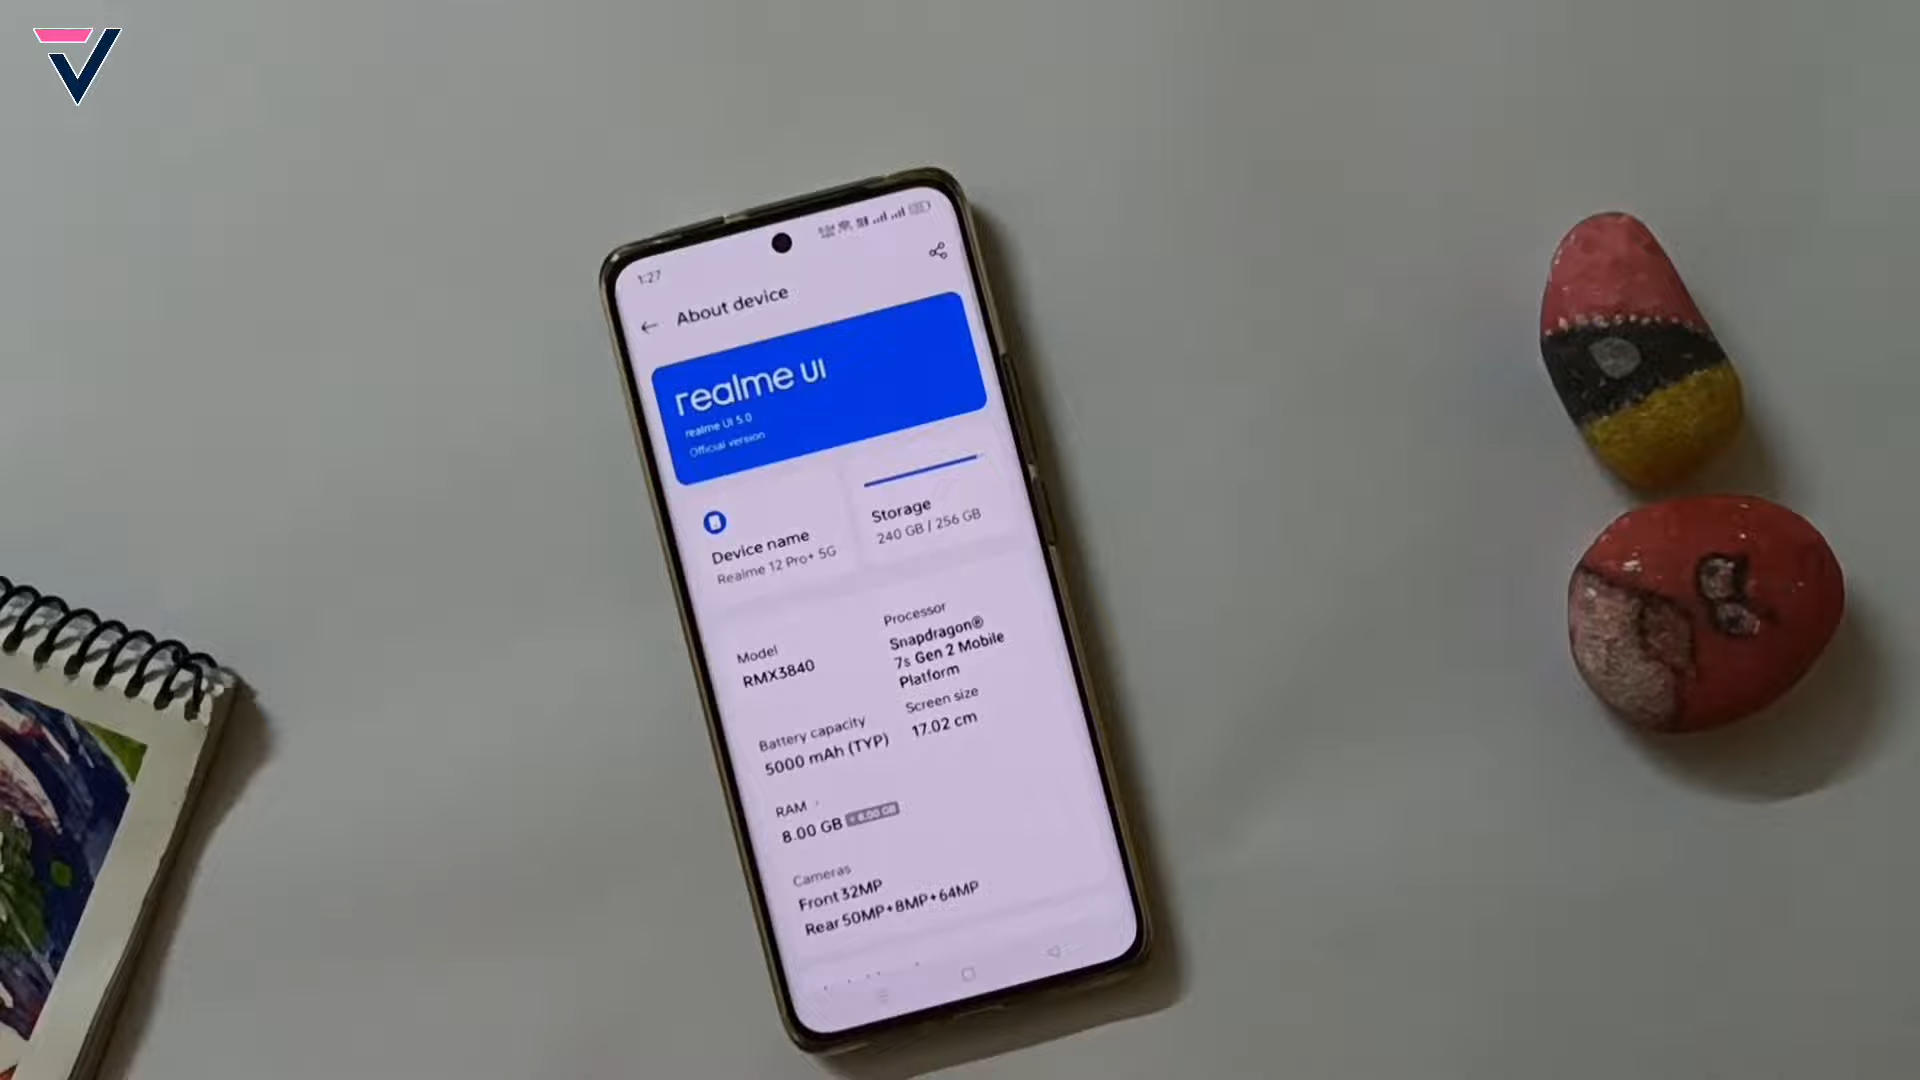 1:27
About device
realme UI
realme UI 5.0
Official version
Device name
Realme 12 Pro+ 5G
Storage
240 GB / 256 GB
Model
RMX3840
Processor
Snapdragon®
7s Gen 2 Mobile
Platform
Battery capacity
5000 mAh (TYP)
Screen size
17.02 cm
RAM
8.00 GB
Cameras
Front 32MP
Rear 50MP+8MP+64MP